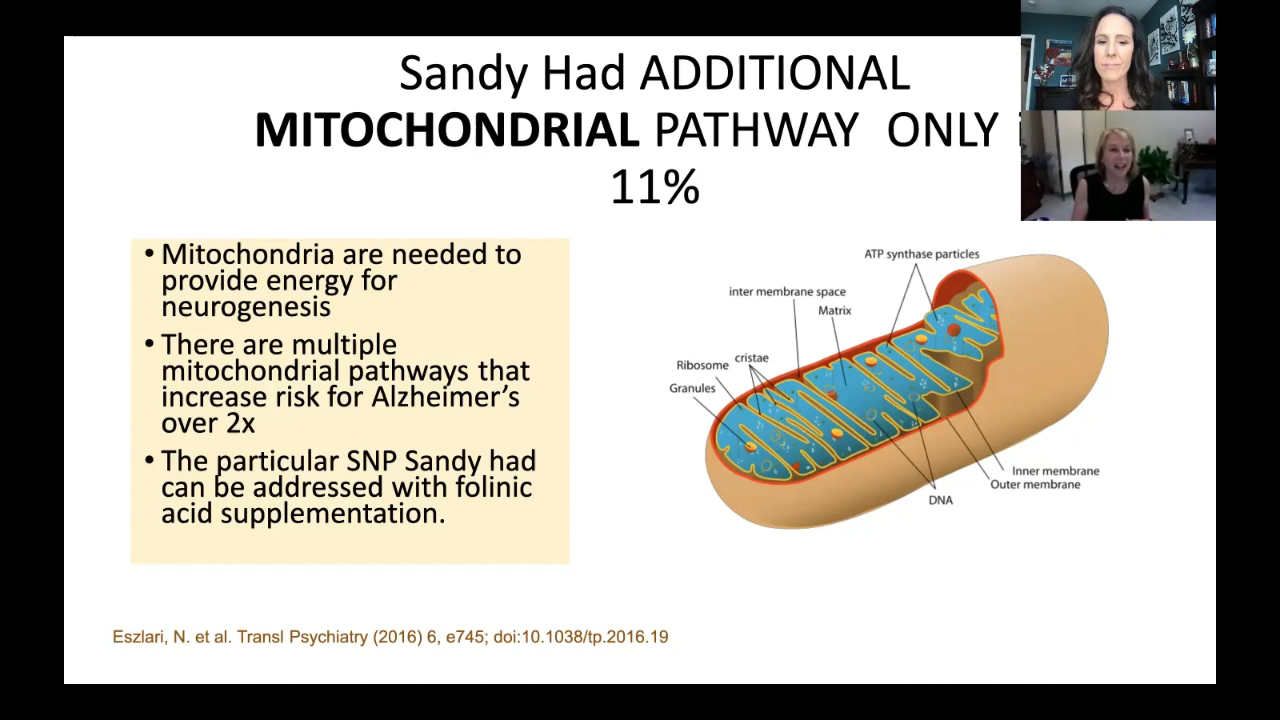 Sandy Had ADDITIONAL
MITOCHONDRIAL PATHWAY ONLY
11%
• Mitochondria are needed to
provide energy for
neurogenesis
• There are multiple
mitochondrial pathways that
increase risk for Alzheimer's
over 2x
• The particular SNP Sandy had
can be addressed with folinic
acid supplementation.
ATP synthase particles
inter membrane space
Matrix
cristae
Ribosome
Granules
Inner membrane
Outer membrane
DNA
Eszlari, N. et al. Transl Psychiatry (2016) 6, e745; doi:10.1038/tp.2016.19